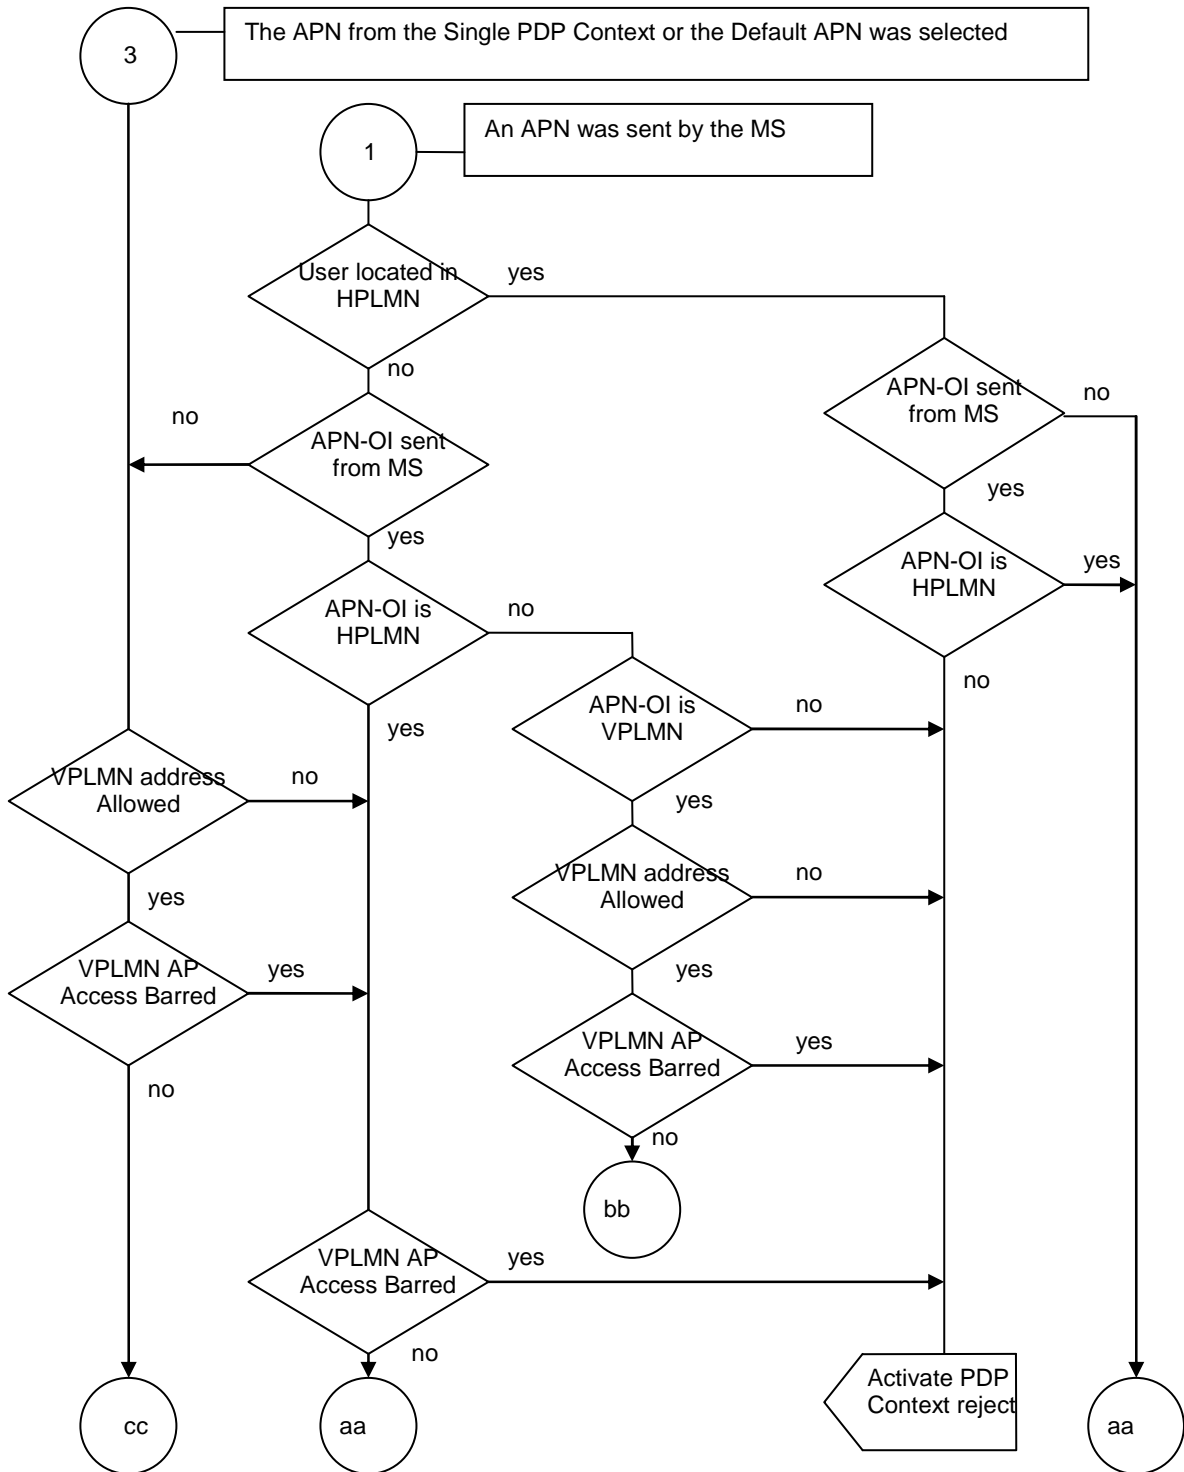 3
The APN from the Single PDP Context or the Default APN was selected
1
An APN was sent by the MS
User located in
HPLMN
yes
no
APN-OI sent
from MS
no
no
APN-OI sent
from MS
yes
yes
APN-OI is
HPLMN
yes
APN-OI is
HPLMN
no
no
yes
APN-OI is
VPLMN
no
VPLMN address
Allowed
no
yes
yes
VPLMN address
Allowed
no
VPLMN AP
Access Barred
yes
yes
no
VPLMN AP
Access Barred
yes
no
bb
VPLMN AP
Access Barred
yes
no
Activate PDP
Context reject
cc
aa
aa